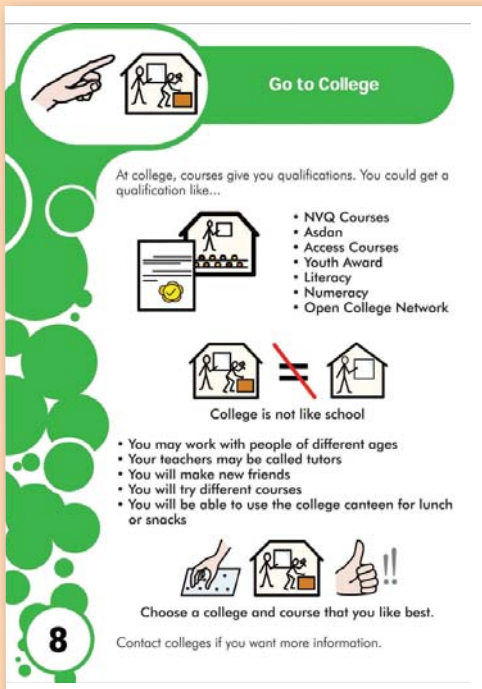 Go to College
At college, courses give you qualifications. You could get a
qualification like...
• NVQ Courses
• Asdan
• Access Courses
• Youth Award
• Literacy
• Numeracy
• Open College Network
College is not like school
• You may work with people of different ages
• Your teachers may be called tutors
• You will make new friends
• You will try different courses
• You will be able to use the college canteen for lunch
or snacks
Choose a college and course that you like best.
8
Contact colleges if you want more information.